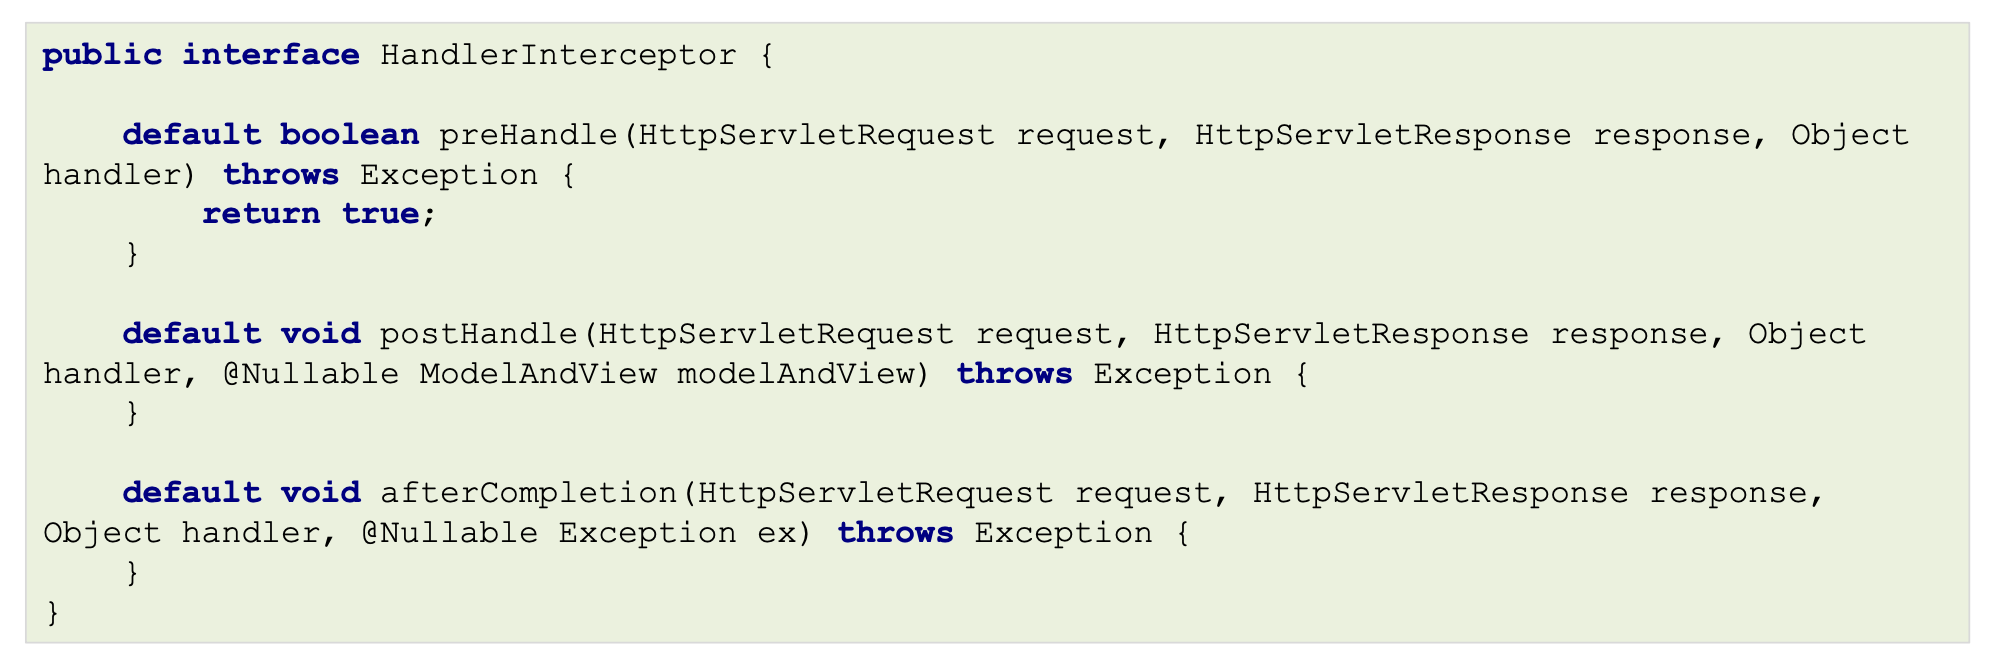 public interface HandlerInterceptor {
default boolean preHandle(HttpServletRequest request, HttpServletResponse response, Object
handler) throws Exception {
return true;
}
default void postHandle(HttpServletRequest request, HttpServletResponse response, Object
handler, @Nullable ModelAndView modelAndView) throws Exception {
}
default void afterCompletion(HttpServletRequest request, HttpServletResponse response,
Object handler, @Nullable Exception ex) throws Exception {
}
}